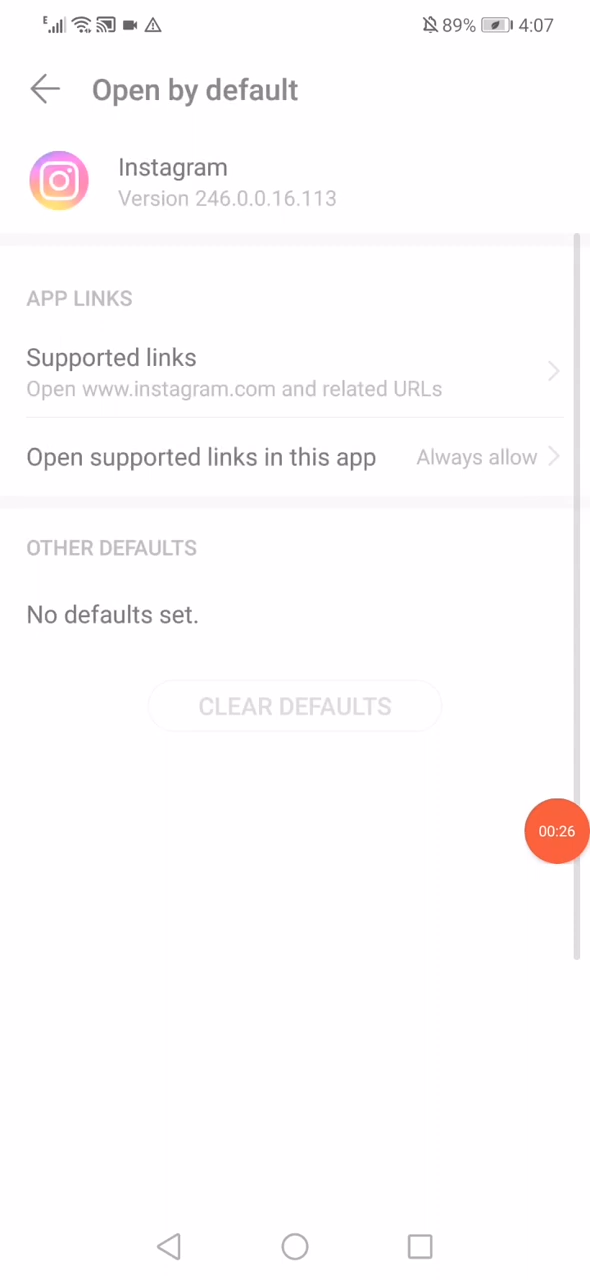 E 89% 4:07
Open by default
Instagram
Version 246.0.0.16.113
APP LINKS
Supported links
Open www.instagram.com and related URLs
Open supported links in this app Always allow
OTHER DEFAULTS
No defaults set.
CLEAR DEFAULTS
00:26